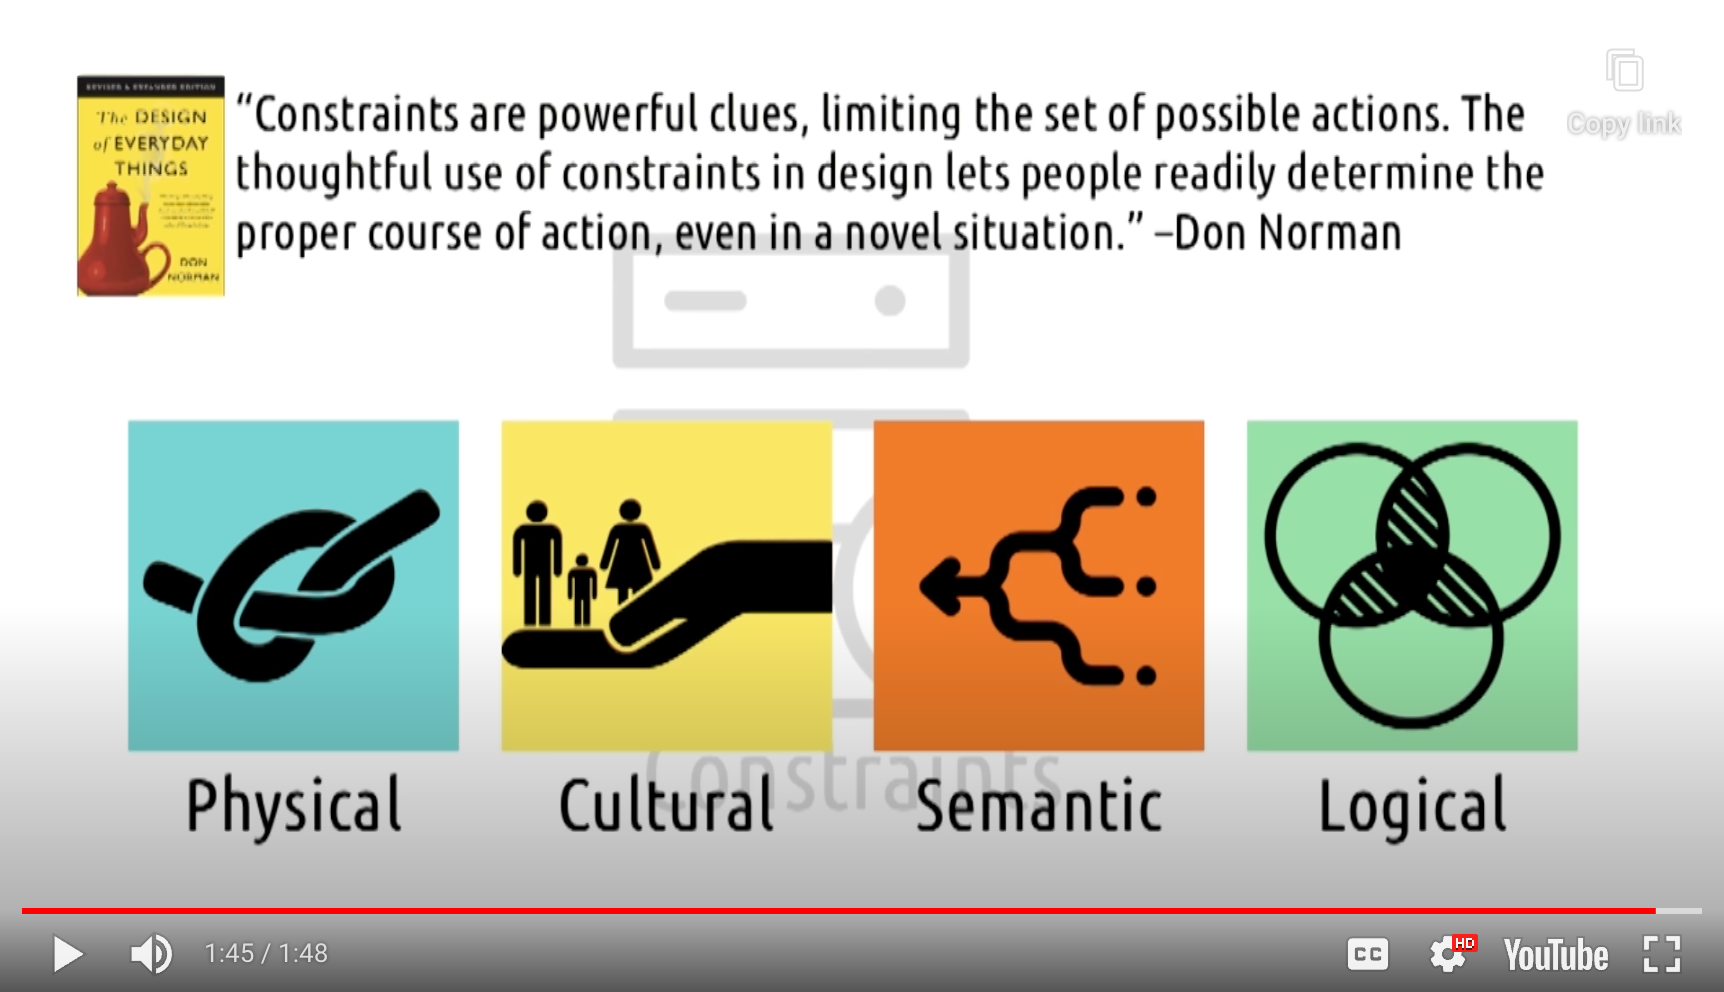 REVISED & EXPANDED EDITION
The DESIGN
of EVERYDAY
THINGS
DON
NORMAN
“Constraints are powerful clues, limiting the set of possible actions. The
thoughtful use of constraints in design lets people readily determine the
proper course of action, even in a novel situation.” –Don Norman
Copy link
Physical
Cultural
Semantic
Logical
Constraints
1:45 / 1:48
CC
HD
YouTube